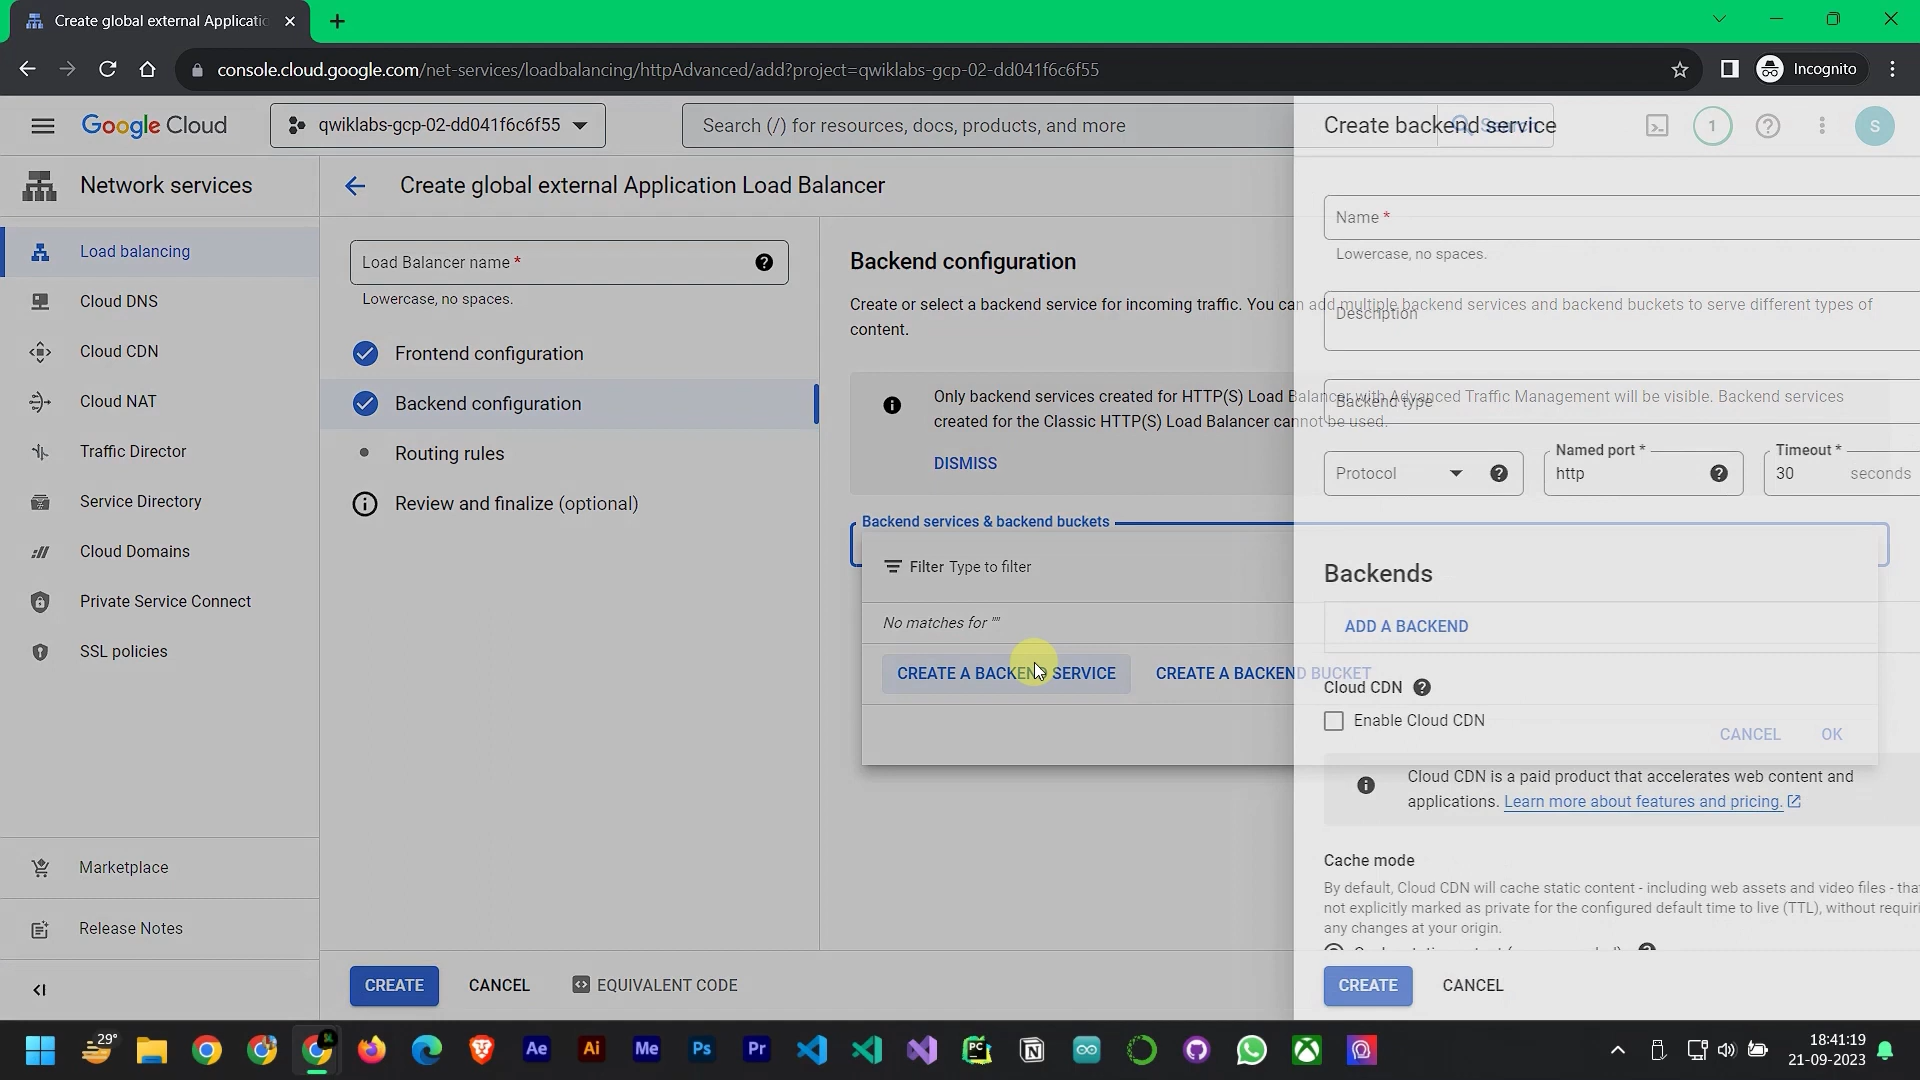 Create global external Applicatio
console.cloud.google.com/net-services/loadbalancing/httpAdvanced/add?project=qwiklabs-gcp-02-dd041f6c6f55
Incognito
Google Cloud
qwiklabs-gcp-02-dd041f6c6f55
Search (/) for resources, docs, products, and more
Create backend service
1
S
Network services
Load balancing
Cloud DNS
Cloud CDN
Cloud NAT
Traffic Director
Service Directory
Cloud Domains
Private Service Connect
SSL policies
Marketplace
Release Notes
Create global external Application Load Balancer
Load Balancer name *
Lowercase, no spaces.
Frontend configuration
Backend configuration
Routing rules
Review and finalize (optional)
Backend configuration
Create or select a backend service for incoming traffic. You can add multiple backend services and backend buckets to serve different types of
content.
Only backend services created for HTTP(S) Load Balancer with Advanced Traffic Management will be visible. Backend services
created for the Classic HTTP(S) Load Balancer cannot be used.
DISMISS
Backend services & backend buckets
Filter Type to filter
No matches for ""
CREATE A BACKEND SERVICE
CREATE A BACKEND BUCKET
CANCEL
OK
Name *
Lowercase, no spaces.
Description
Backend type
Protocol
Named port *
http
Timeout *
30 seconds
Backends
ADD A BACKEND
Cloud CDN
Enable Cloud CDN
Cloud CDN is a paid product that accelerates web content and
applications. Learn more about features and pricing.
Cache mode
By default, Cloud CDN will cache static content - including web assets and video files - tha
not explicitly marked as private for the configured default time to live (TTL), without requiri
any changes at your origin.
CREATE
CANCEL
EQUIVALENT CODE
CREATE
CANCEL
29°
Ae
Ai
Me
Ps
Pr
PC
N
18:41:19
21-09-2023